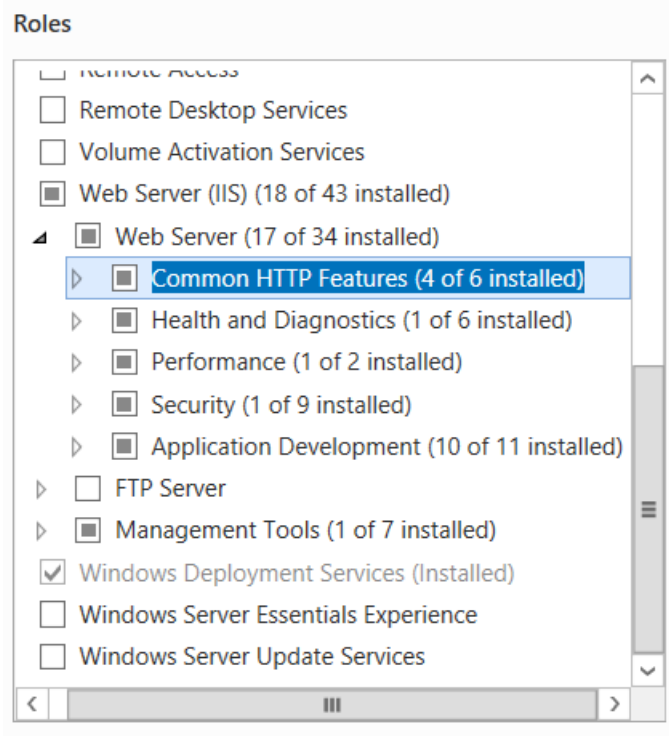 Roles
Remote Access
Remote Desktop Services
Volume Activation Services
Web Server (IIS) (18 of 43 installed)
Web Server (17 of 34 installed)
Common HTTP Features (4 of 6 installed)
Health and Diagnostics (1 of 6 installed)
Performance (1 of 2 installed)
Security (1 of 9 installed)
Application Development (10 of 11 installed)
FTP Server
Management Tools (1 of 7 installed)
Windows Deployment Services (Installed)
Windows Server Essentials Experience
Windows Server Update Services